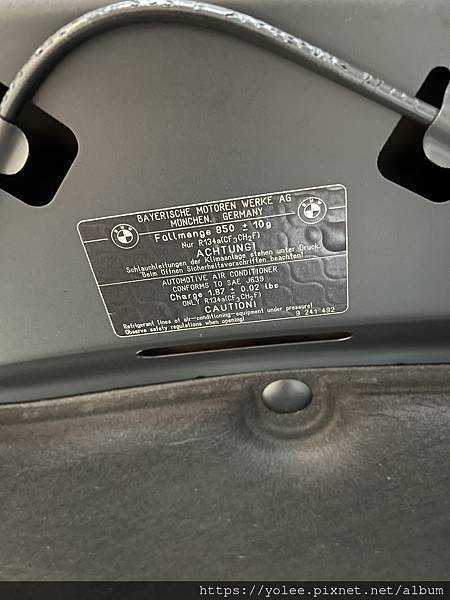 BAYERISCHE MOTOREN WERKE AG
MÜNCHEN, GERMANY
Füllmenge 850 ± 10g
Nur R134a(CF3CH2F)
ACHTUNG!
Schlauchleitungen der Klimaanlage stehen unter Druck
Beim Öffnen Sicherheitsvorschriften beachten!
AUTOMOTIVE AIR CONDITIONER
CONFORMS TO SAE J639
Charge 1.87 ± 0.02 lbs
ONLY R134a(CF3CH2F)
CAUTION!
Refrigerant lines of air-conditioning-equipment under pressure!
Observe safety regulations when opening!
9 241 492
https://yolee.pixnet.net/album